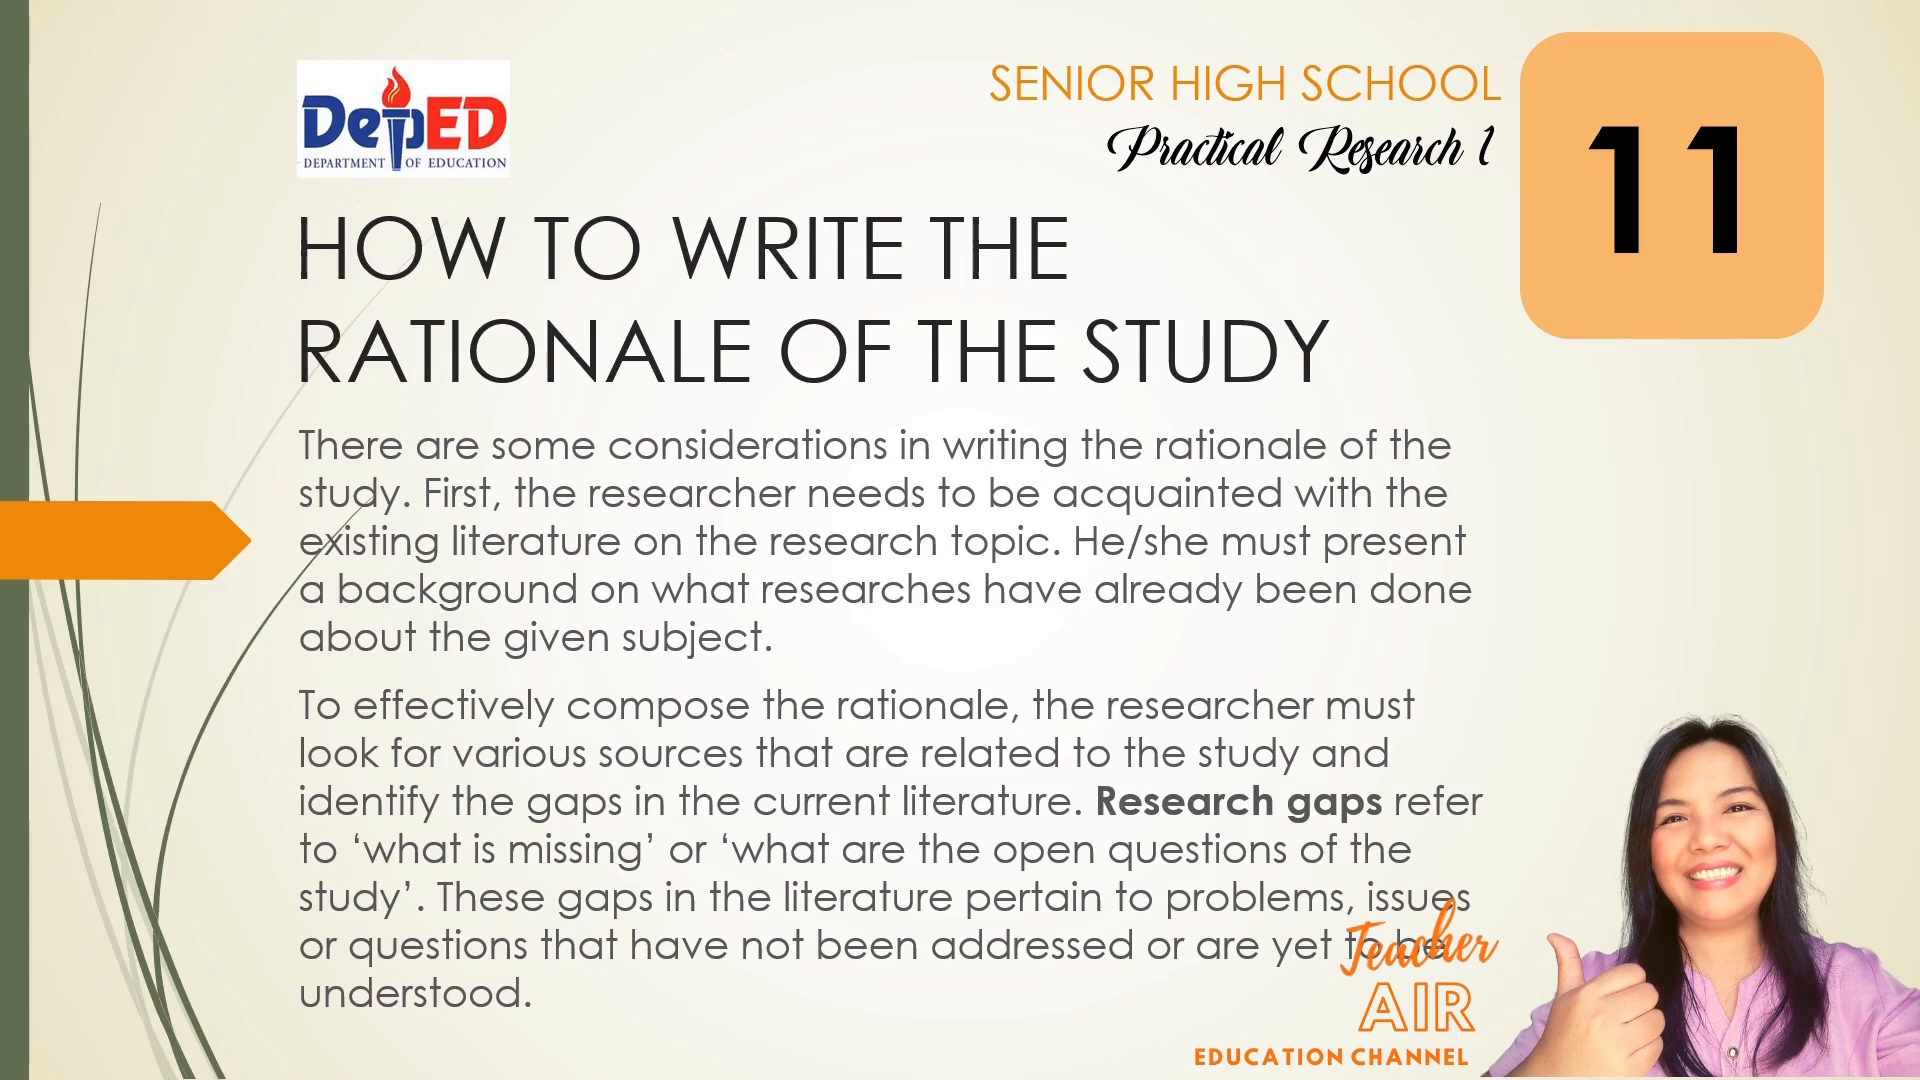 DepED
DEPARTMENT OF EDUCATION
SENIOR HIGH SCHOOL
Practical Research 1
11
HOW TO WRITE THE
RATIONALE OF THE STUDY
There are some considerations in writing the rationale of the
study. First, the researcher needs to be acquainted with the
existing literature on the research topic. He/she must present
a background on what researches have already been done
about the given subject.
To effectively compose the rationale, the researcher must
look for various sources that are related to the study and
identify the gaps in the current literature. Research gaps refer
to ‘what is missing’ or ‘what are the open questions of the
study’. These gaps in the literature pertain to problems, issues
or questions that have not been addressed or are yet to be
understood.
Teacher
AIR
EDUCATION CHANNEL